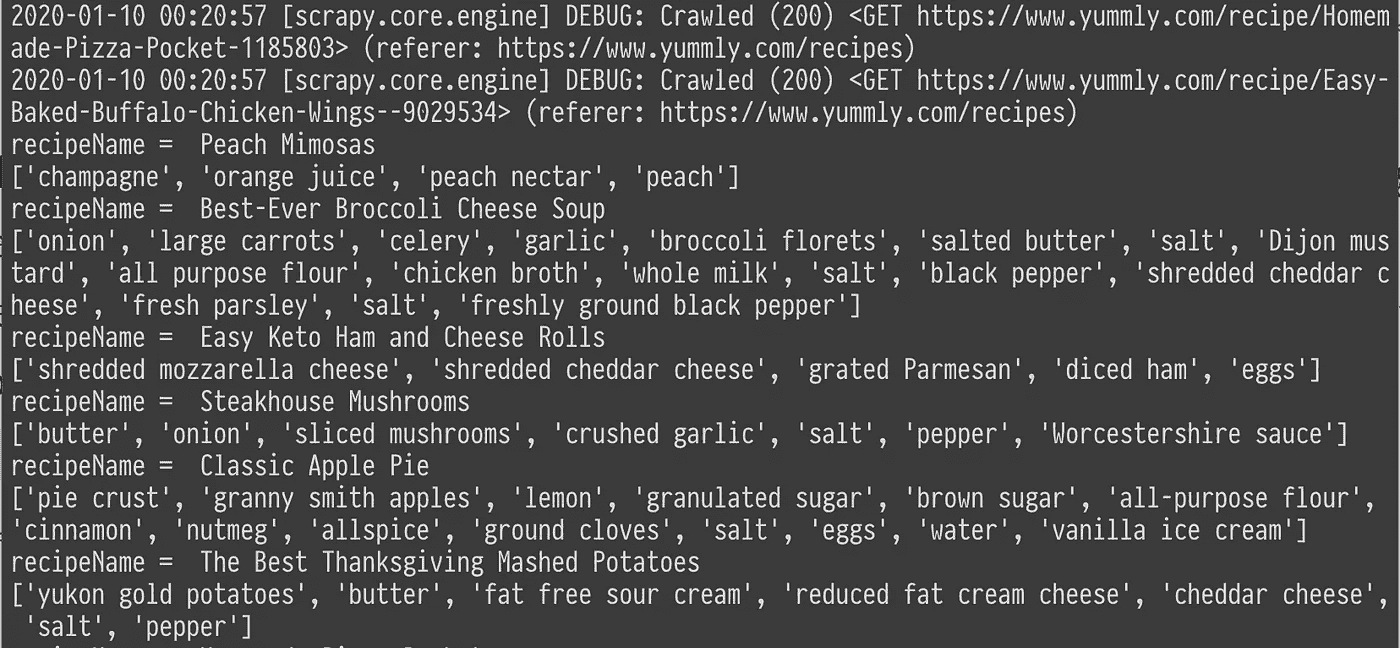 2020-01-10 00:20:57 [scrapy.core.engine] DEBUG: Crawled (200) <GET https://www.yummly.com/recipe/Homem
ade-Pizza-Pocket-1185803> (referer: https://www.yummly.com/recipes)
2020-01-10 00:20:57 [scrapy.core.engine] DEBUG: Crawled (200) <GET https://www.yummly.com/recipe/Easy-
Baked-Buffalo-Chicken-Wings--9029534> (referer: https://www.yummly.com/recipes)
recipeName =  Peach Mimosas
['champagne', 'orange juice', 'peach nectar', 'peach']
recipeName =  Best-Ever Broccoli Cheese Soup
['onion', 'large carrots', 'celery', 'garlic', 'broccoli florets', 'salted butter', 'salt', 'Dijon mus
tard', 'all purpose flour', 'chicken broth', 'whole milk', 'salt', 'black pepper', 'shredded cheddar c
heese', 'fresh parsley', 'salt', 'freshly ground black pepper']
recipeName =  Easy Keto Ham and Cheese Rolls
['shredded mozzarella cheese', 'shredded cheddar cheese', 'grated Parmesan', 'diced ham', 'eggs']
recipeName =  Steakhouse Mushrooms
['butter', 'onion', 'sliced mushrooms', 'crushed garlic', 'salt', 'pepper', 'Worcestershire sauce']
recipeName =  Classic Apple Pie
['pie crust', 'granny smith apples', 'lemon', 'granulated sugar', 'brown sugar', 'all-purpose flour',
'cinnamon', 'nutmeg', 'allspice', 'ground cloves', 'salt', 'eggs', 'water', 'vanilla ice cream']
recipeName =  The Best Thanksgiving Mashed Potatoes
['yukon gold potatoes', 'butter', 'fat free sour cream', 'reduced fat cream cheese', 'cheddar cheese',
 'salt', 'pepper']